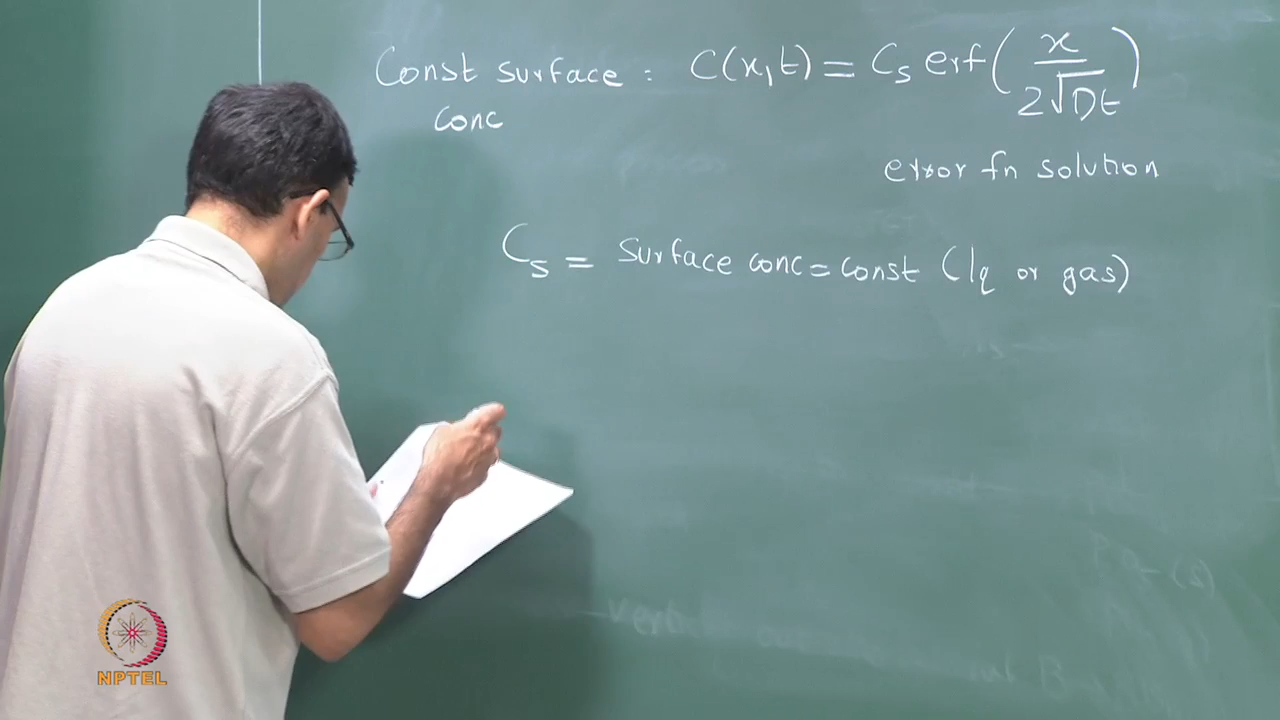 Const surface : C(x,t) = Cs erf(x / 2√Dt)
conc
error fn solution
Cs = surface conc = const (lq or gas)
NPTEL